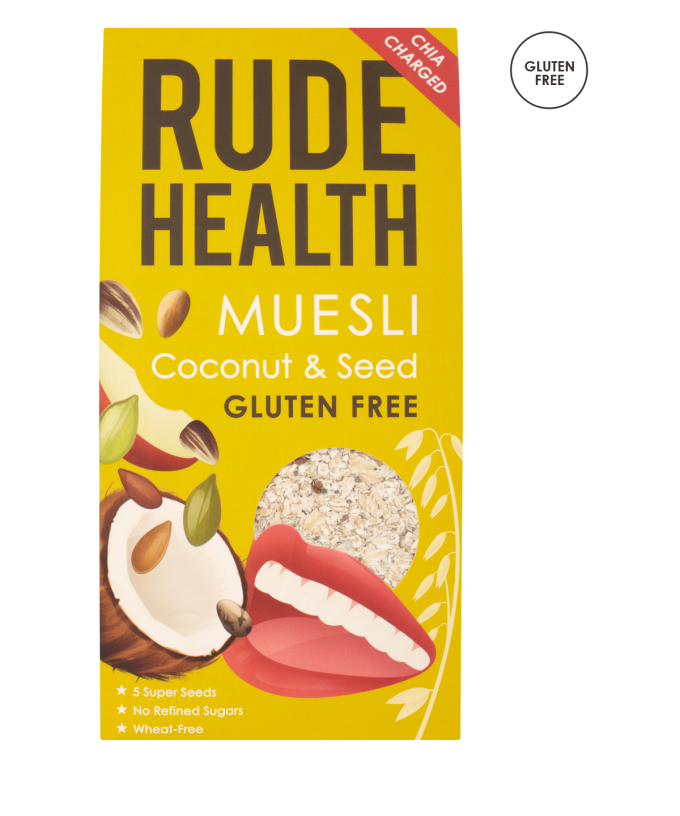 CHIA
CHARGED
RUDE
HEALTH
MUESLI
Coconut & Seed
GLUTEN FREE
★ 5 Super Seeds
★ No Refined Sugars
★ Wheat-Free
GLUTEN
FREE